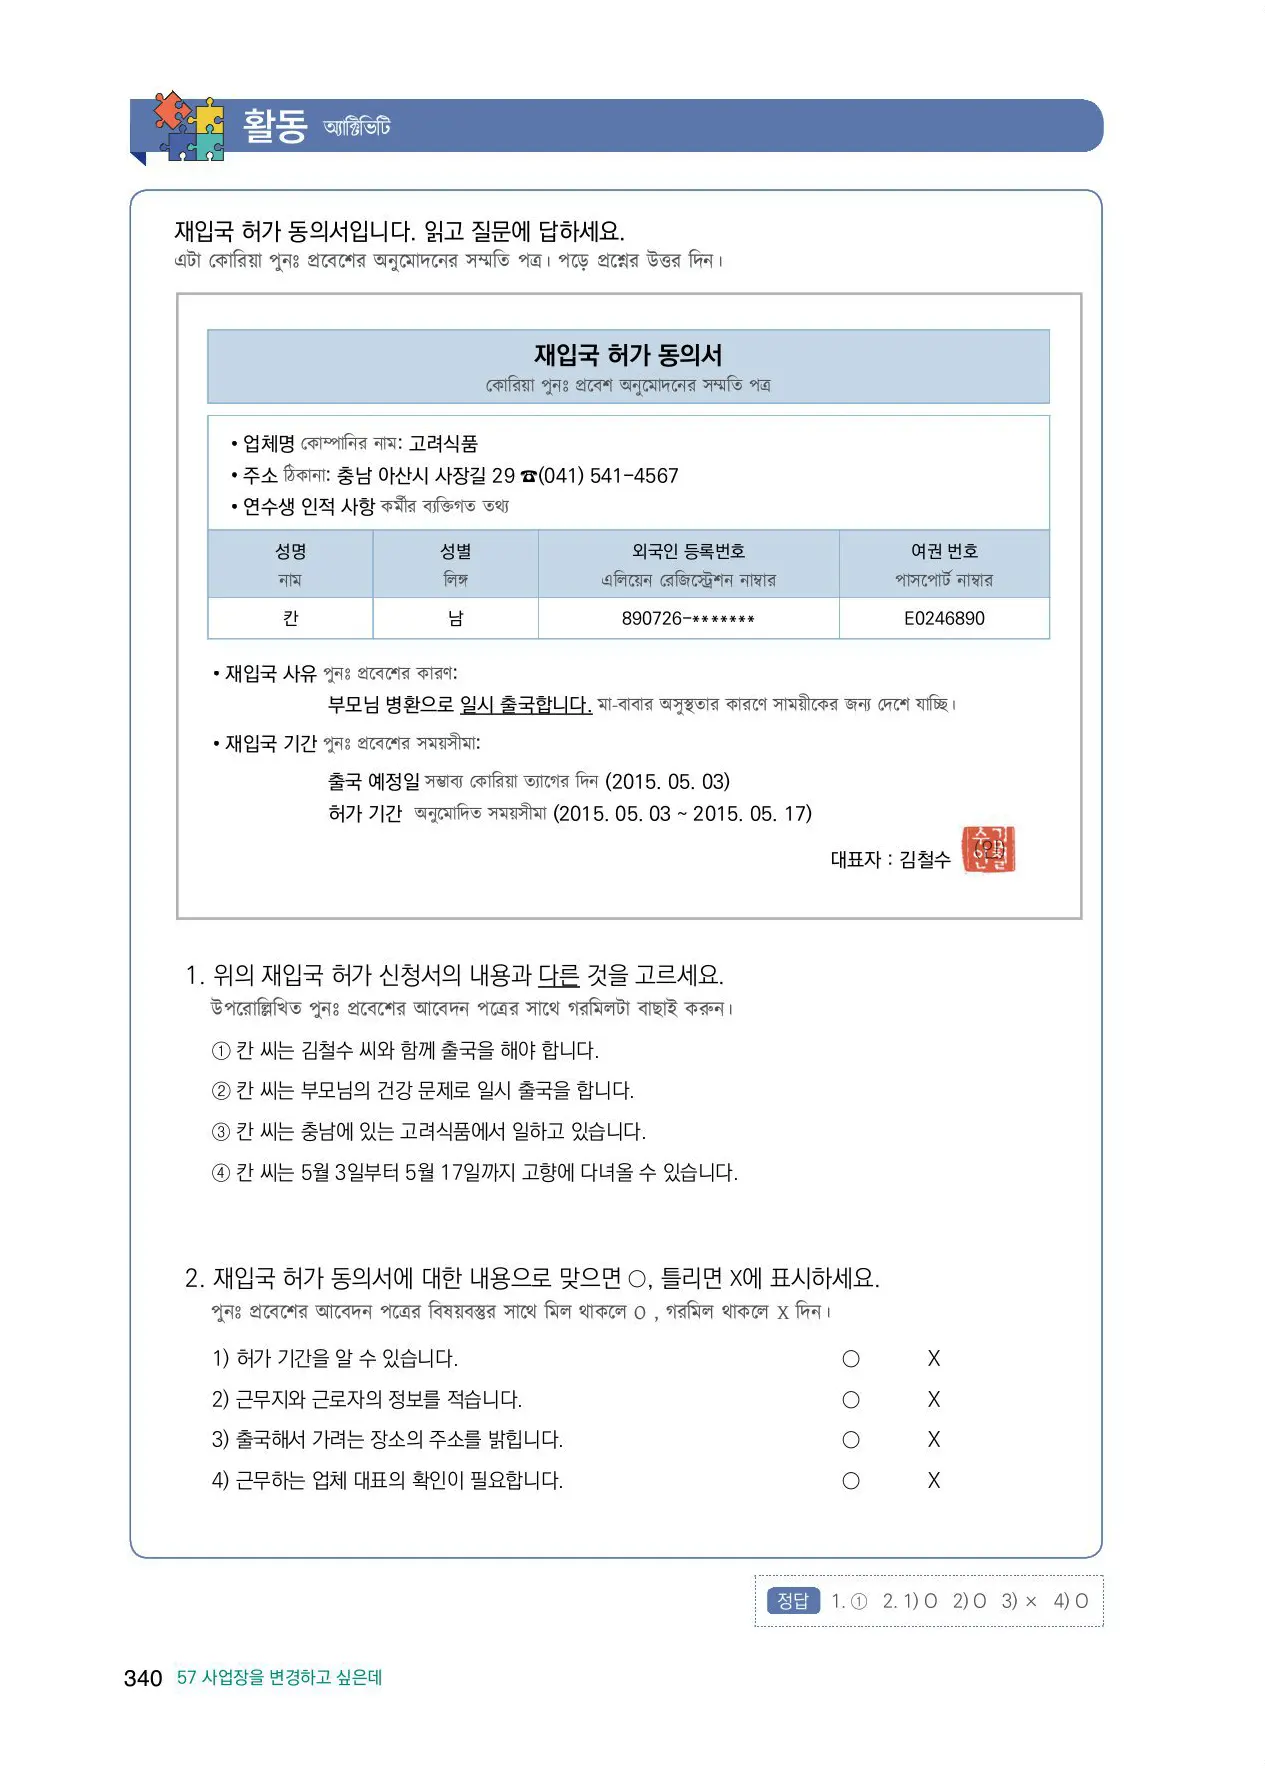 활동 অ্যাক্টিভিটি
재입국 허가 동의서입니다. 읽고 질문에 답하세요.
এটা কোরিয়া পুনঃ প্রবেশের অনুমোদনের সম্মতি পত্র। পড়ে প্রশ্নের উত্তর দিন।
재입국 허가 동의서
কোরিয়া পুনঃ প্রবেশ অনুমোদনের সম্মতি পত্র
• 업체명 কোম্পানির নাম: 고려식품
• 주소 ঠিকানা: 충남 아산시 사장길 29 ☎(041) 541-4567
• 연수생 인적 사항 কর্মীর ব্যক্তিগত তথ্য
성명 성별 외국인 등록번호 여권 번호
নাম লিঙ্গ এলিয়েন রেজিস্ট্রেশন নাম্বার পাসপোর্ট নাম্বার
칸 남 890726-******* E0246890
• 재입국 사유 পুনঃ প্রবেশের কারণ:
부모님 병환으로 일시 출국합니다. মা-বাবার অসুস্থতার কারণে সাময়ীকের জন্য দেশে যাচ্ছি।
• 재입국 기간 পুনঃ প্রবেশের সময়সীমা:
출국 예정일 সম্ভাব্য কোরিয়া ত্যাগের দিন (2015. 05. 03)
허가 기간 অনুমোদিত সময়সীমা (2015. 05. 03 ~ 2015. 05. 17)
대표자 : 김철수 (인)
1. 위의 재입국 허가 신청서의 내용과 다른 것을 고르세요.
উপরোল্লিখিত পুনঃ প্রবেশের আবেদন পত্রের সাথে গরমিলটা বাছাই করুন।
① 칸 씨는 김철수 씨와 함께 출국을 해야 합니다.
② 칸 씨는 부모님의 건강 문제로 일시 출국을 합니다.
③ 칸 씨는 충남에 있는 고려식품에서 일하고 있습니다.
④ 칸 씨는 5월 3일부터 5월 17일까지 고향에 다녀올 수 있습니다.
2. 재입국 허가 동의서에 대한 내용으로 맞으면 ○, 틀리면 X에 표시하세요.
পুনঃ প্রবেশের আবেদন পত্রের বিষয়বস্তুর সাথে মিল থাকলে O , গরমিল থাকলে X দিন।
1) 허가 기간을 알 수 있습니다. ○ X
2) 근무지와 근로자의 정보를 적습니다. ○ X
3) 출국해서 가려는 장소의 주소를 밝힙니다. ○ X
4) 근무하는 업체 대표의 확인이 필요합니다. ○ X
정답 1. ① 2. 1) O 2) O 3) × 4) O
340 57 사업장을 변경하고 싶은데